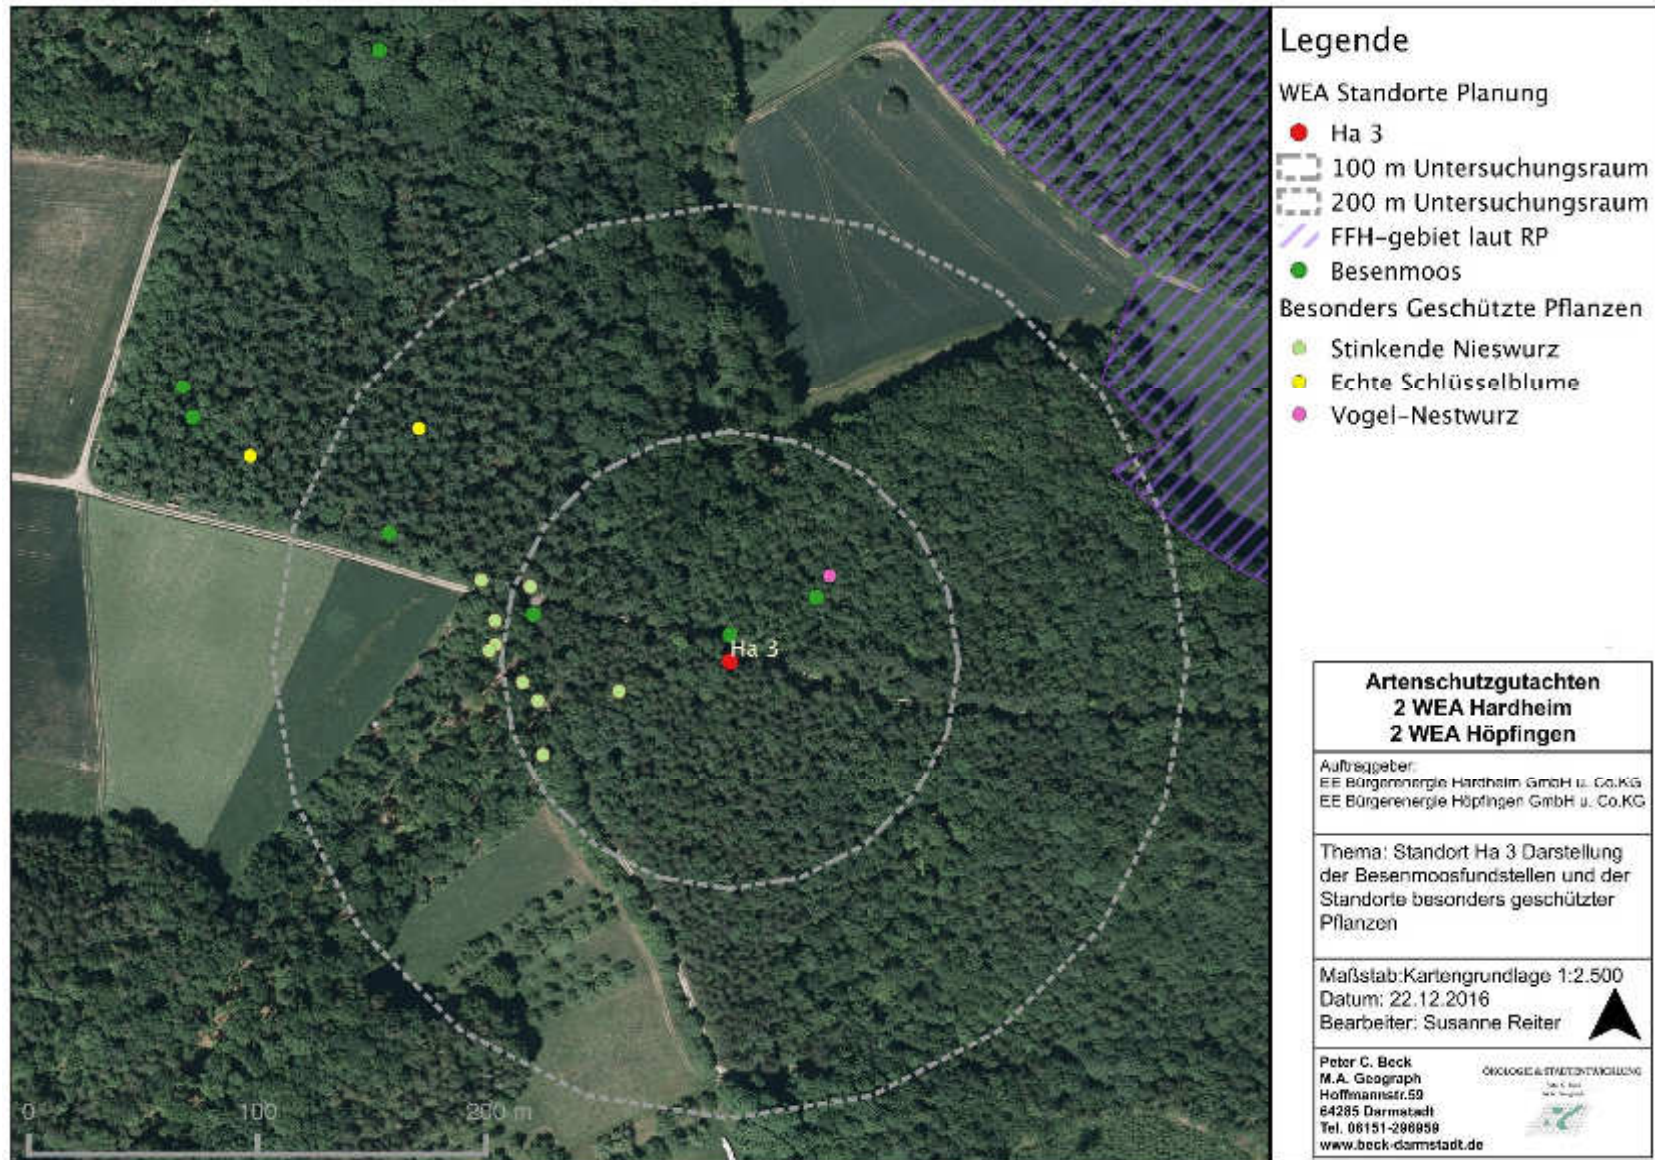 Legende
WEA Standorte Planung
Ha 3
100 m Untersuchungsraum
200 m Untersuchungsraum
FFH-gebiet laut RP
Besenmoos
Besonders Geschützte Pflanzen
Stinkende Nieswurz
Echte Schlüsselblume
Vogel-Nestwurz
Ha 3
0 100 200 m
Artenschutzgutachten
2 WEA Hardheim
2 WEA Höpfingen
Auftraggeber:
EE Bürgerenergie Hardheim GmbH u. Co.KG
EE Bürgerenergie Höpfingen GmbH u. Co.KG
Thema: Standort Ha 3 Darstellung
der Besenmoosfundstellen und der
Standorte besonders geschützter
Pflanzen
Maßstab:Kartengrundlage 1:2.500
Datum: 22.12.2016
Bearbeiter: Susanne Reiter
Peter C. Beck
M.A. Geograph
Hoffmannstr.59
64285 Darmstadt
Tel. 06151-296959
www.beck-darmstadt.de
ÖKOLOGIE & STADTENTWICKLUNG